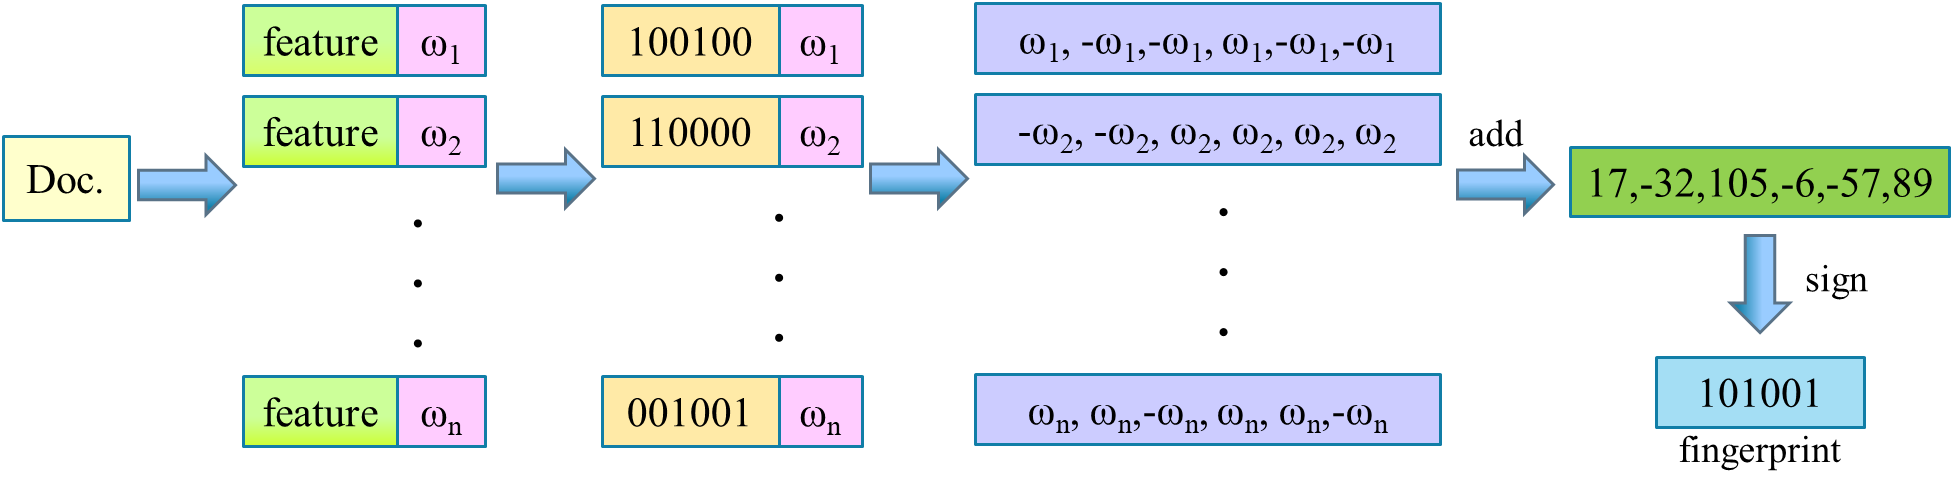 feature ω₁ 100100 ω₁ ω₁, -ω₁,-ω₁, ω₁,-ω₁,-ω₁
feature ω₂ 110000 ω₂ -ω₂, -ω₂, ω₂, ω₂, ω₂, ω₂
Doc.
add
17,-32,105,-6,-57,89
sign
feature ωₙ 001001 ωₙ ωₙ, ωₙ,-ωₙ, ωₙ, ωₙ,-ωₙ
101001
fingerprint